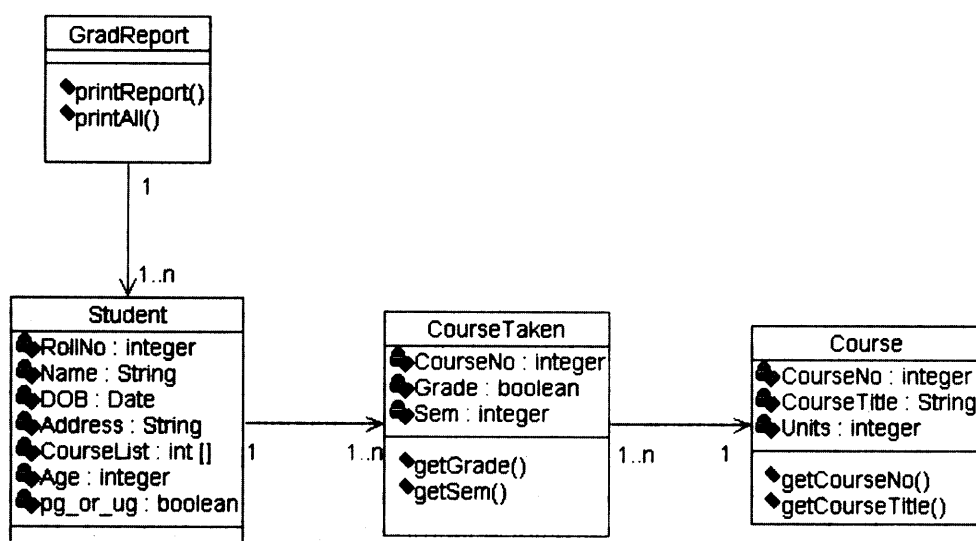 GradReport
printReport()
printAll()
1
1..n
Student
RollNo : integer
Name : String
DOB : Date
Address : String
CourseList : int []
Age : integer
pg_or_ug : boolean
1
1..n
CourseTaken
CourseNo : integer
Grade : boolean
Sem : integer
getGrade()
getSem()
1..n
1
Course
CourseNo : integer
CourseTitle : String
Units : integer
getCourseNo()
getCourseTitle()